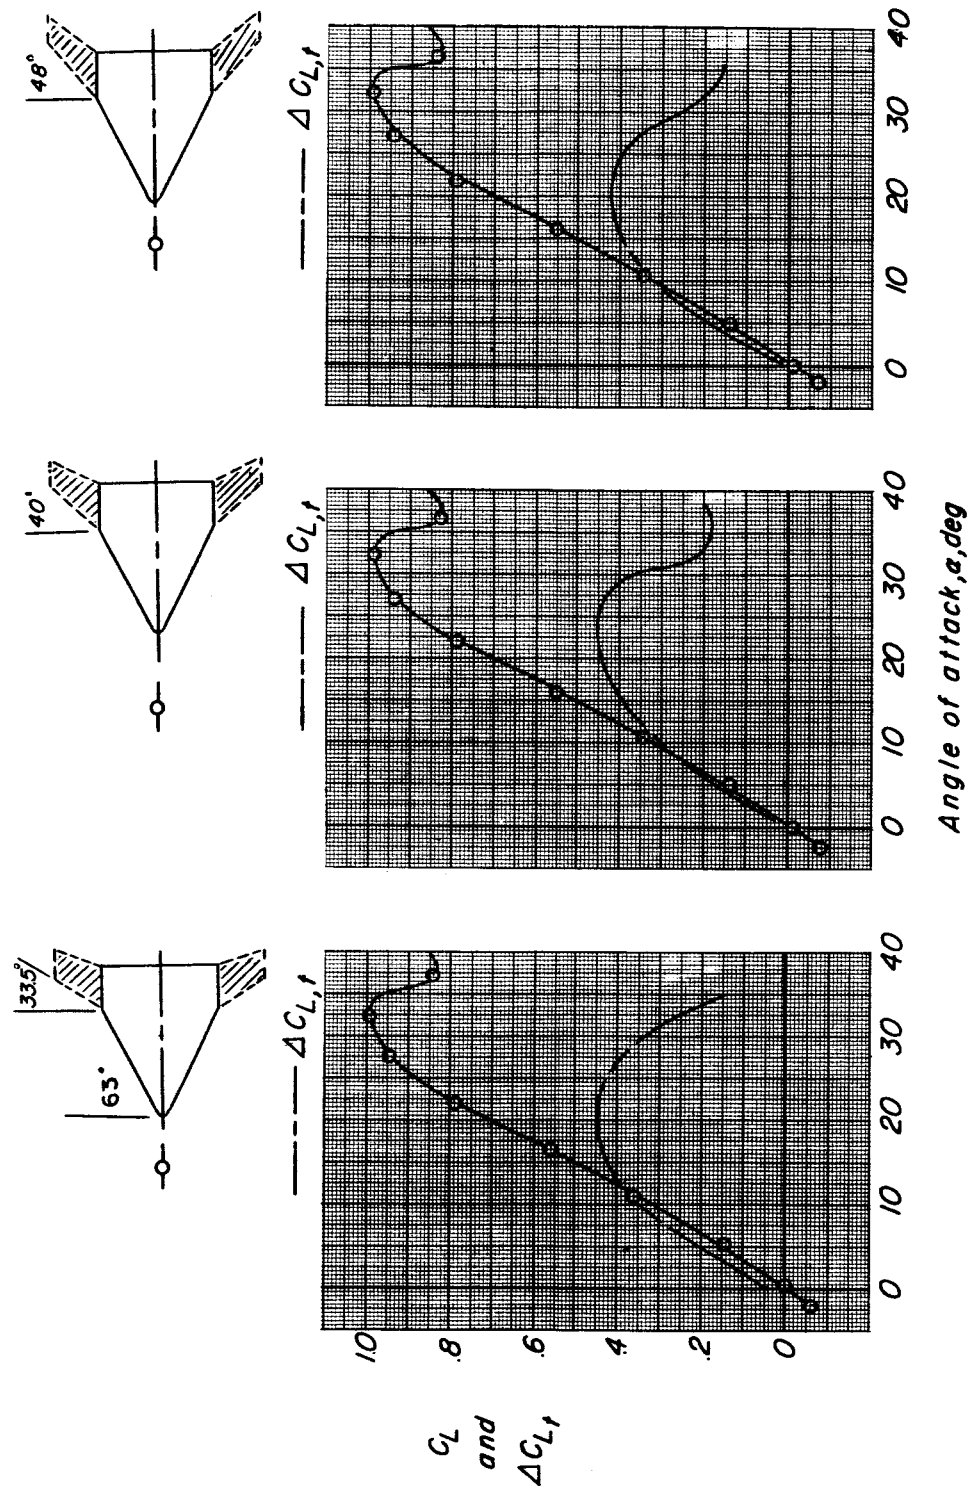 33.5°
63°
40°
48°
ΔC_L,t
ΔC_L,t
ΔC_L,t
C_L
and
ΔC_L,t
1.0
.8
.6
.4
.2
0
0 10 20 30 40
0 10 20 30 40
0 10 20 30 40
Angle of attack, α, deg